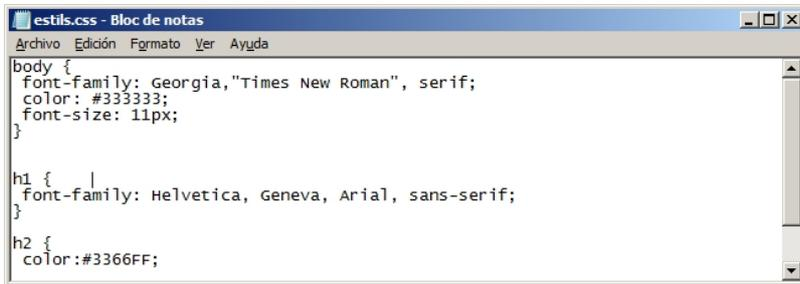 estils.css - Bloc de notas
Archivo Edición Formato Ver Ayuda
body {
 font-family: Georgia,"Times New Roman", serif;
 color: #333333;
 font-size: 11px;
}
h1 {
 font-family: Helvetica, Geneva, Arial, sans-serif;
}
h2 {
 color:#3366FF;